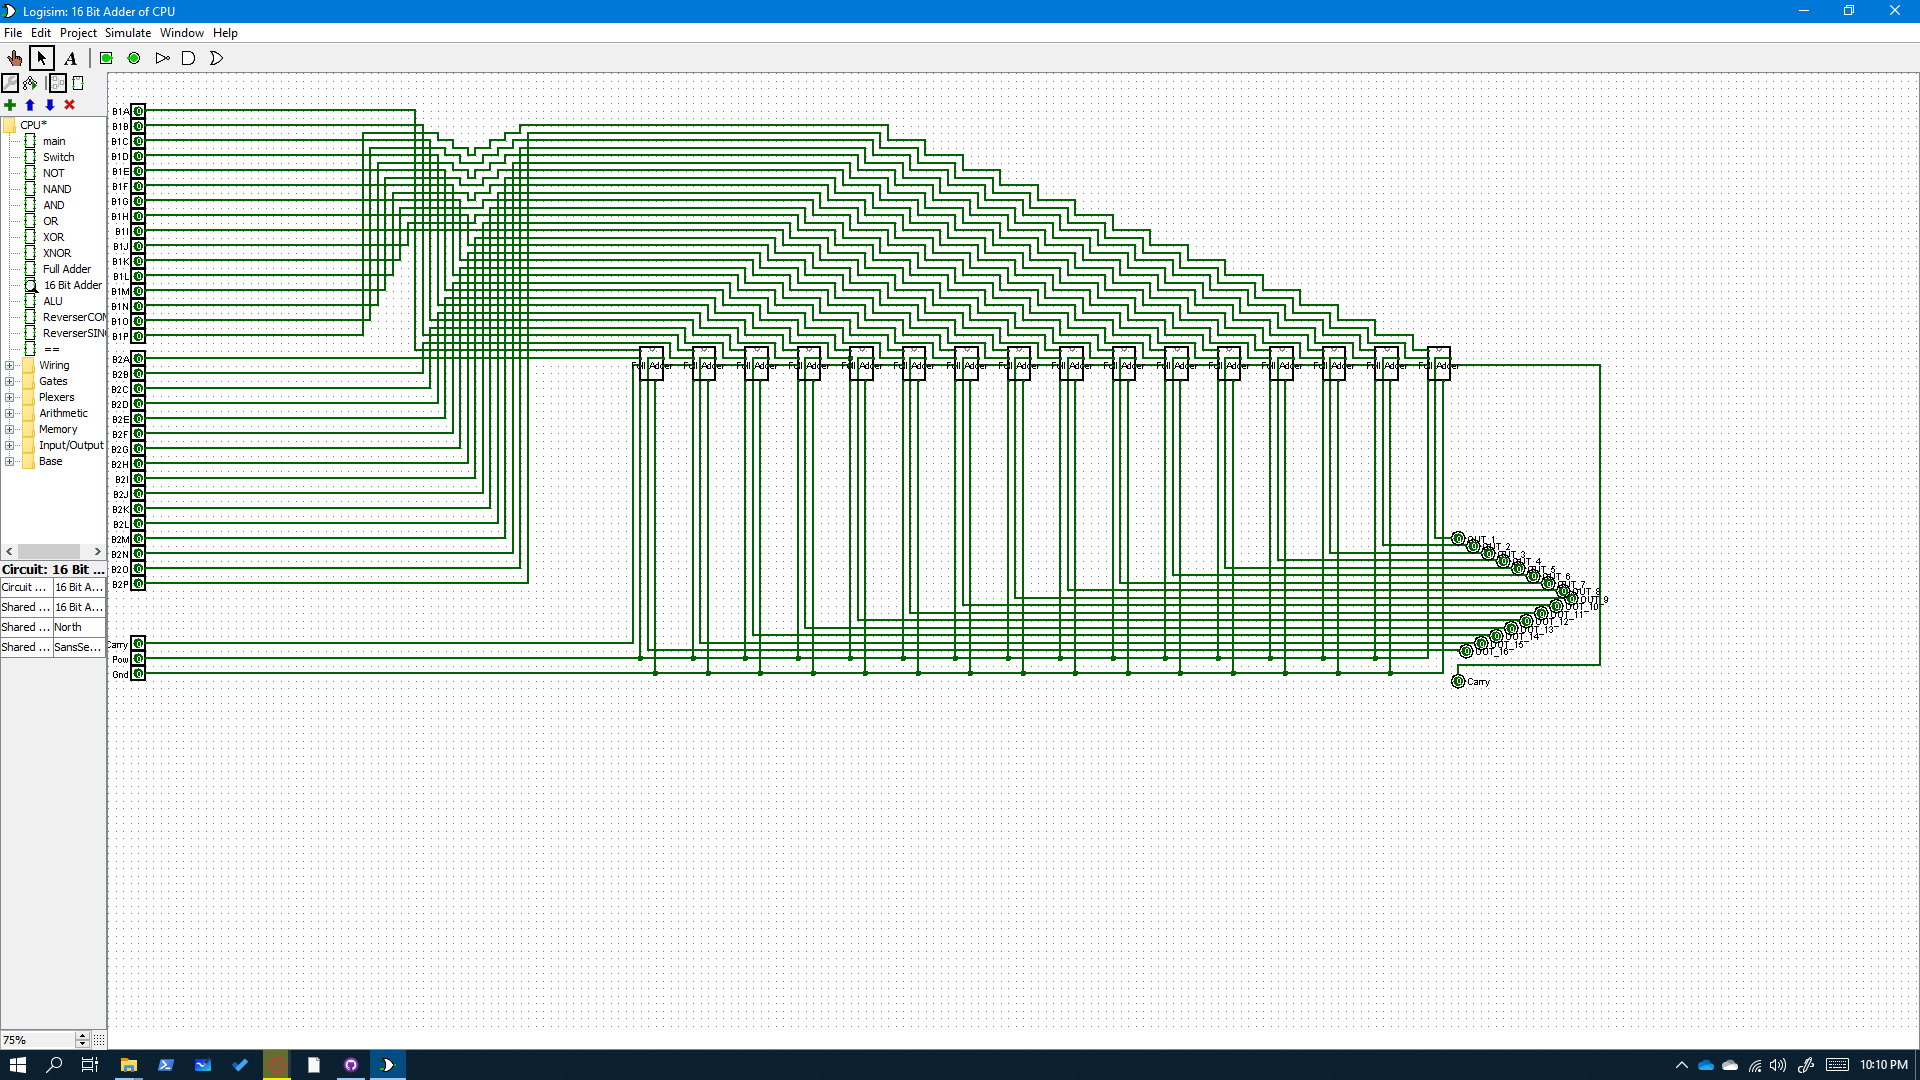 Logisim: 16 Bit Adder of CPU
File Edit Project Simulate Window Help
A
CPU*
main
Switch
NOT
NAND
AND
OR
XOR
XNOR
Full Adder
16 Bit Adder
ALU
ReverserCON
ReverserSIN
==
Wiring
Gates
Plexers
Arithmetic
Memory
Input/Output
Base
Circuit: 16 Bit ...
Circuit ... 16 Bit A...
Shared ... 16 Bit A...
Shared ... North
Shared ... SansSe...
75%
B1A
B1B
B1C
B1D
B1E
B1F
B1G
B1H
B1I
B1J
B1K
B1L
B1M
B1N
B1O
B1P
B2A
B2B
B2C
B2D
B2E
B2F
B2G
B2H
B2I
B2J
B2K
B2L
B2M
B2N
B2O
B2P
Carry
Pow
Gnd
Full Adder Full Adder Full Adder Full Adder Full Adder Full Adder Full Adder Full Adder Full Adder Full Adder Full Adder Full Adder Full Adder Full Adder Full Adder Full Adder
OUT_1
OUT_2
OUT_3
OUT_4
OUT_5
OUT_6
OUT_7
OUT_8
OUT_9
OUT_10
OUT_11
OUT_12
OUT_13
OUT_14
OUT_15
OUT_16
Carry
10:10 PM